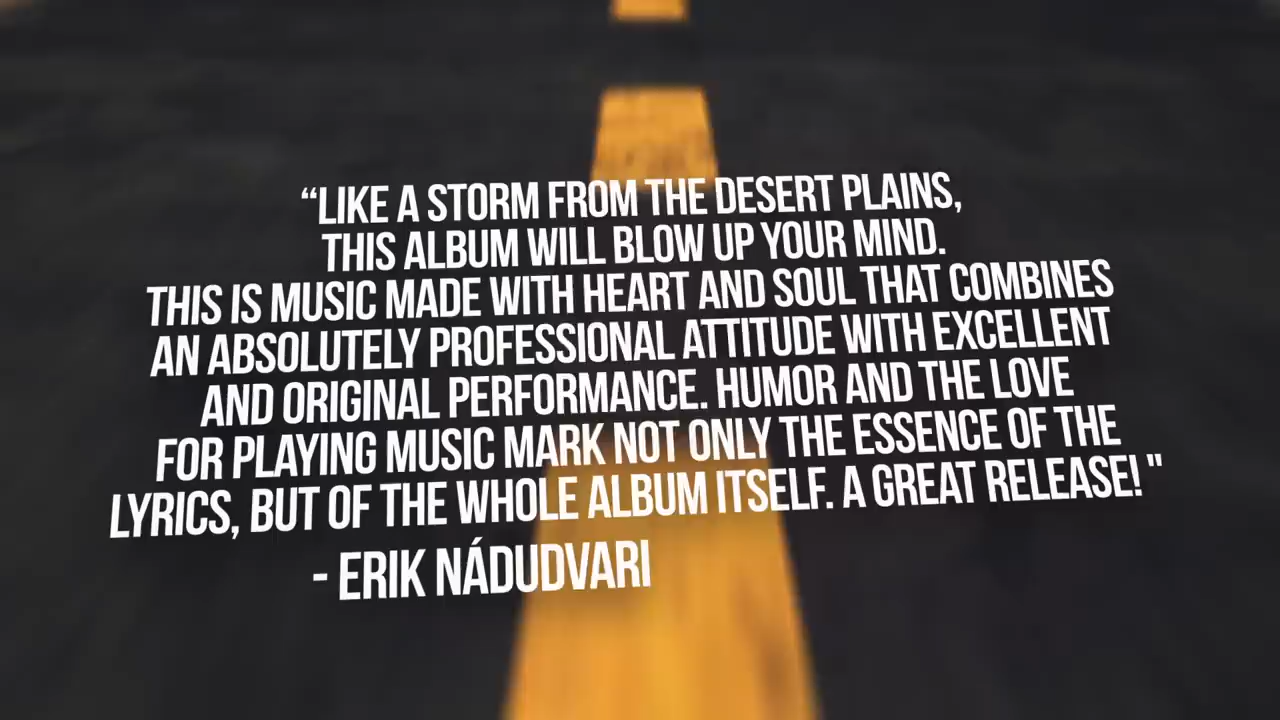 “LIKE A STORM FROM THE DESERT PLAINS,
THIS ALBUM WILL BLOW UP YOUR MIND.
THIS IS MUSIC MADE WITH HEART AND SOUL THAT COMBINES
AN ABSOLUTELY PROFESSIONAL ATTITUDE WITH EXCELLENT
AND ORIGINAL PERFORMANCE. HUMOR AND THE LOVE
FOR PLAYING MUSIC MARK NOT ONLY THE ESSENCE OF THE
LYRICS, BUT OF THE WHOLE ALBUM ITSELF. A GREAT RELEASE! "
- ERIK NÁDUDVARI